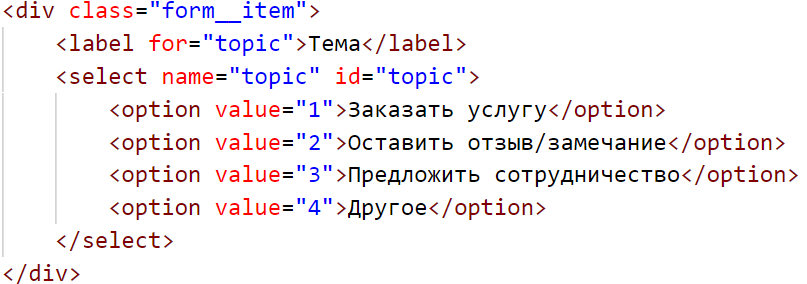 <div class="form__item">
<label for="topic">Тема</label>
<select name="topic" id="topic">
<option value="1">Заказать услугу</option>
<option value="2">Оставить отзыв/замечание</option>
<option value="3">Предложить сотрудничество</option>
<option value="4">Другое</option>
</select>
</div>